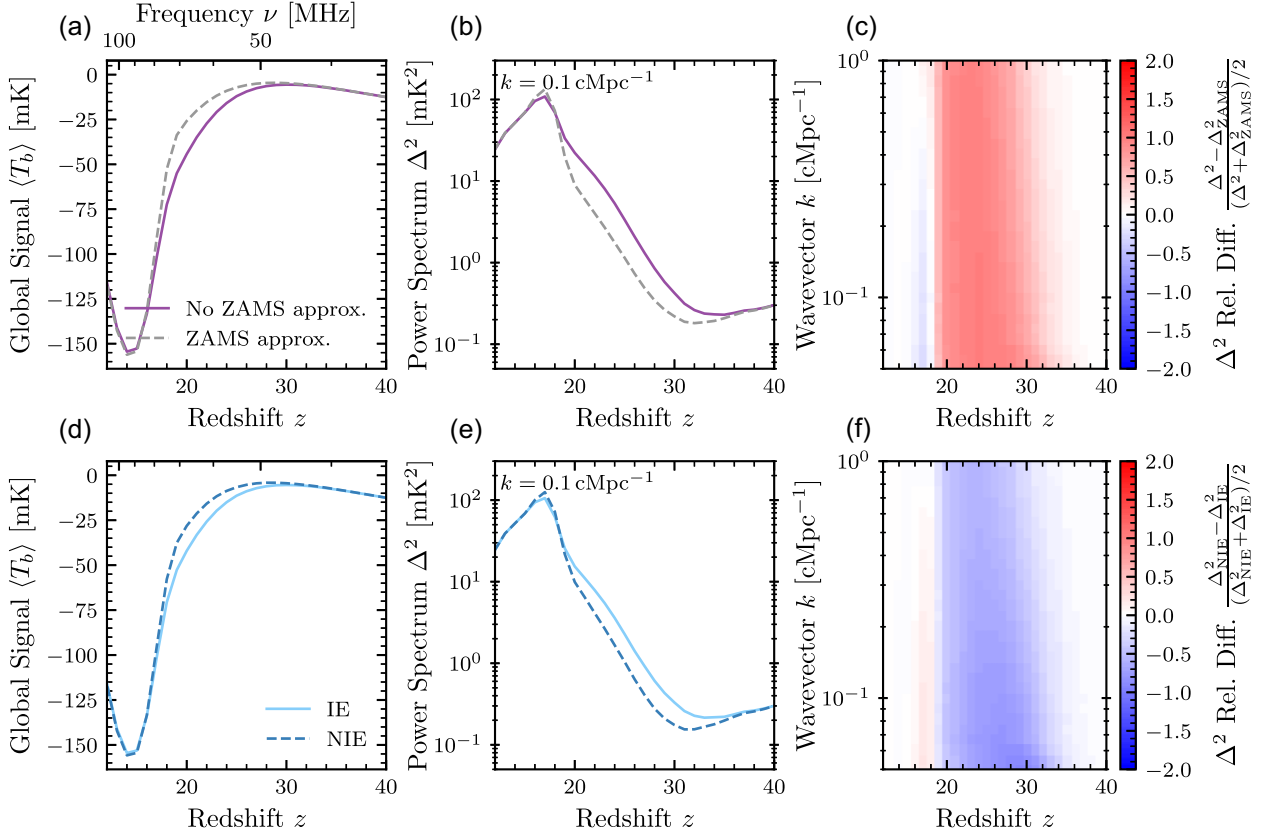 (a)
Frequency ν [MHz]
100
50
0
−25
−50
−75
−100
−125
−150
Global Signal ⟨T_b⟩ [mK]
No ZAMS approx.
ZAMS approx.
20
30
40
Redshift z
(b)
k = 0.1 cMpc⁻¹
10²
10¹
10⁰
10⁻¹
Power Spectrum Δ² [mK²]
20
30
40
Redshift z
(c)
10⁰
10⁻¹
Wavevector k [cMpc⁻¹]
20
30
40
Redshift z
2.0
1.5
1.0
0.5
0.0
−0.5
−1.0
−1.5
−2.0
Δ² Rel. Diff. (Δ²−Δ²_ZAMS)/((Δ²+Δ²_ZAMS)/2)
(d)
0
−25
−50
−75
−100
−125
−150
Global Signal ⟨T_b⟩ [mK]
IE
NIE
20
30
40
Redshift z
(e)
k = 0.1 cMpc⁻¹
10²
10¹
10⁰
10⁻¹
Power Spectrum Δ² [mK²]
20
30
40
Redshift z
(f)
10⁰
10⁻¹
Wavevector k [cMpc⁻¹]
20
30
40
Redshift z
2.0
1.5
1.0
0.5
0.0
−0.5
−1.0
−1.5
−2.0
Δ² Rel. Diff. (Δ²_NIE−Δ²_IE)/((Δ²_NIE+Δ²_IE)/2)